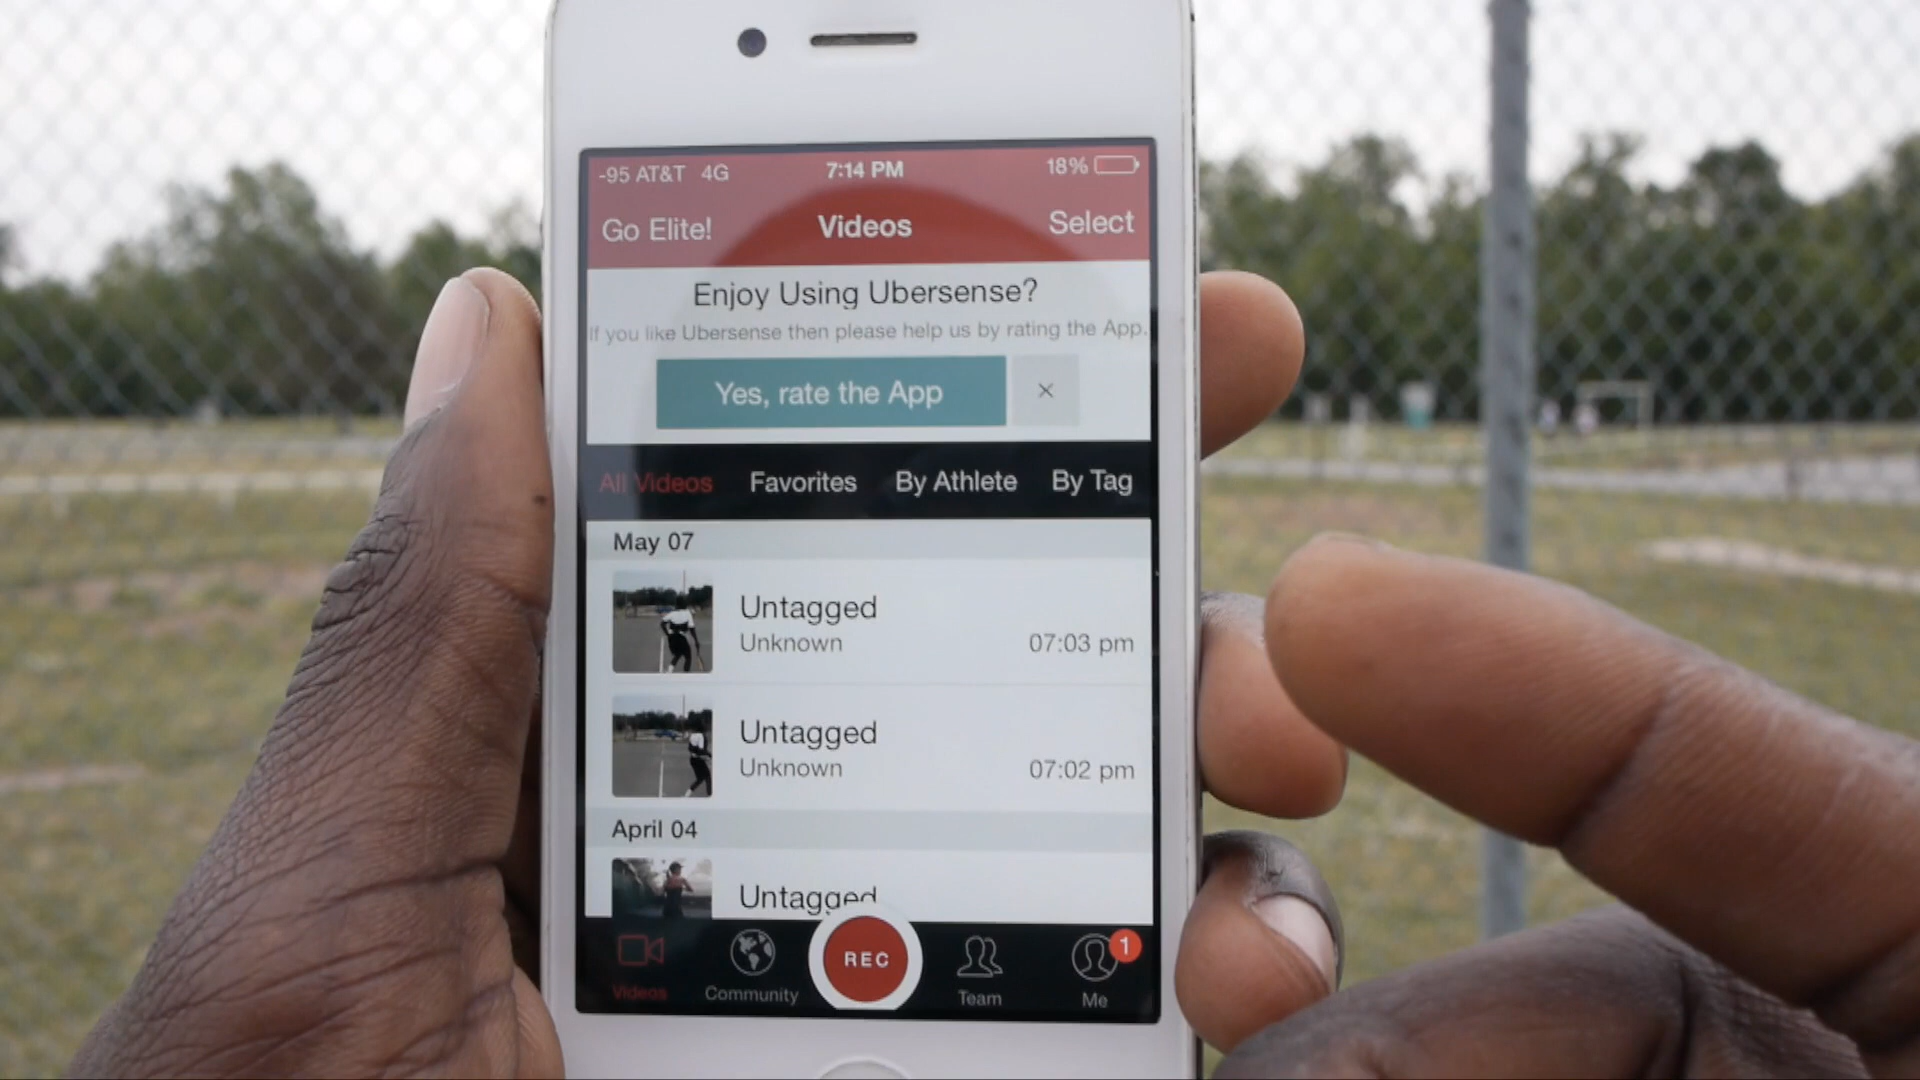 -95 AT&T 4G 7:14 PM 18%
Go Elite! Videos Select
Enjoy Using Ubersense?
If you like Ubersense then please help us by rating the App.
Yes, rate the App ×
All Videos Favorites By Athlete By Tag
May 07
Untagged
Unknown 07:03 pm
Untagged
Unknown 07:02 pm
April 04
Untagged
REC 1
Videos Community Team Me